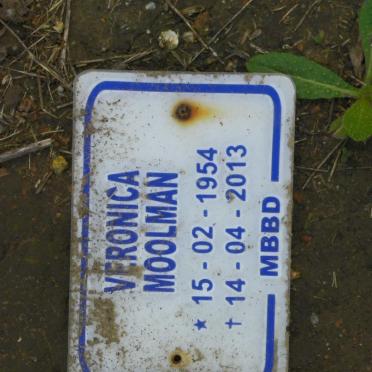 VERONICA
MOOLMAN
★ 15 - 02 - 1954
† 14 - 04 - 2013
MBBD